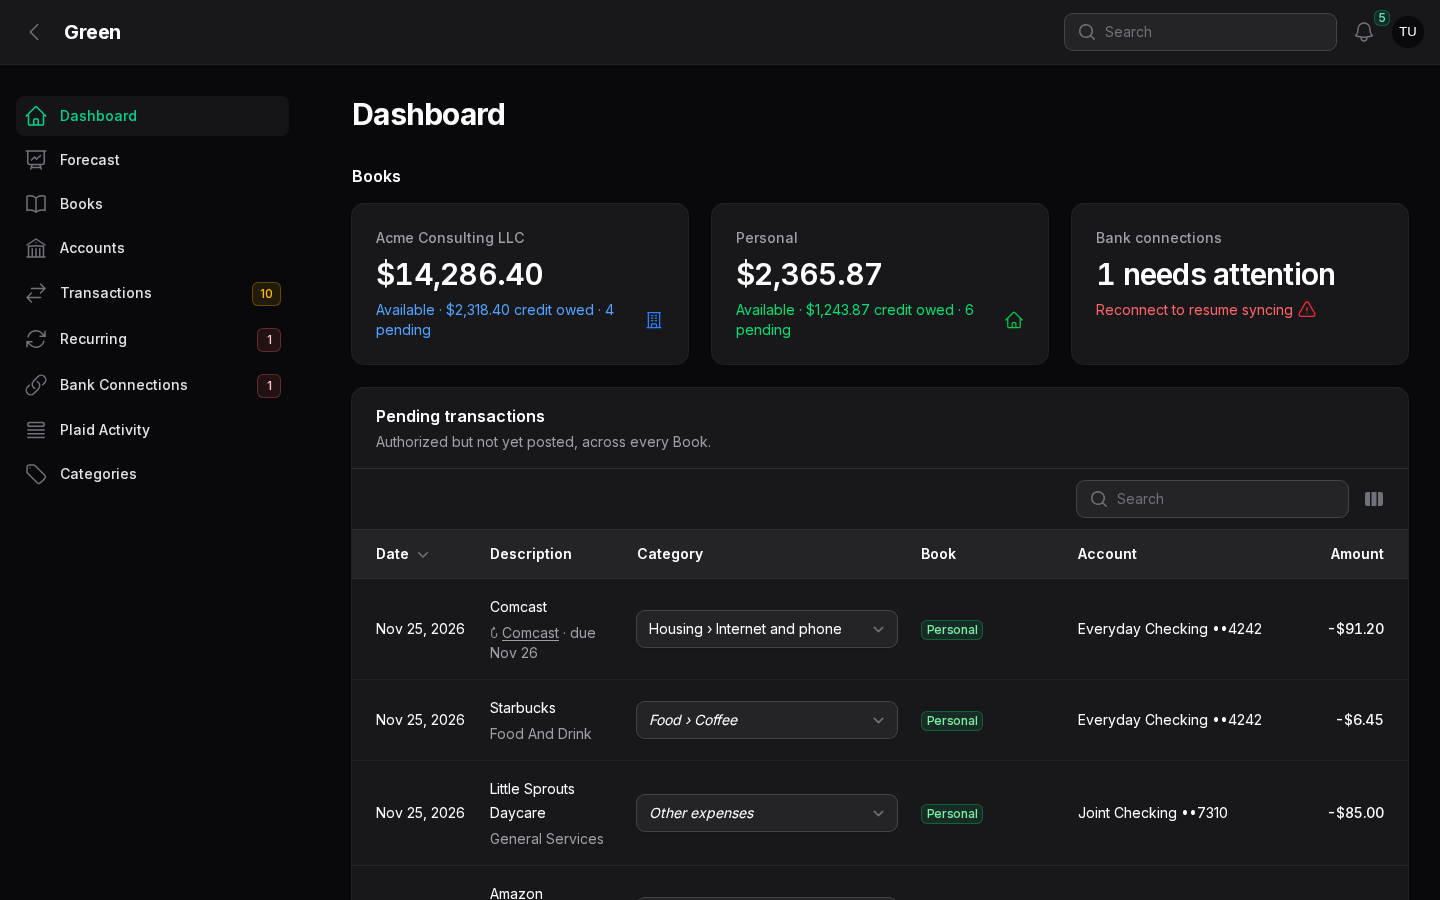 Green
Search
5
TU
Dashboard
Forecast
Books
Accounts
Transactions 10
Recurring 1
Bank Connections 1
Plaid Activity
Categories
Dashboard
Books
Acme Consulting LLC
$14,286.40
Available · $2,318.40 credit owed · 4
pending
Personal
$2,365.87
Available · $1,243.87 credit owed · 6
pending
Bank connections
1 needs attention
Reconnect to resume syncing
Pending transactions
Authorized but not yet posted, across every Book.
Search
Date Description Category Book Account Amount
Nov 25, 2026
Comcast
↻ Comcast · due
Nov 26
Housing › Internet and phone
Personal
Everyday Checking ••4242
-$91.20
Nov 25, 2026
Starbucks
Food And Drink
Food › Coffee
Personal
Everyday Checking ••4242
-$6.45
Nov 25, 2026
Little Sprouts
Daycare
General Services
Other expenses
Personal
Joint Checking ••7310
-$85.00
Amazon